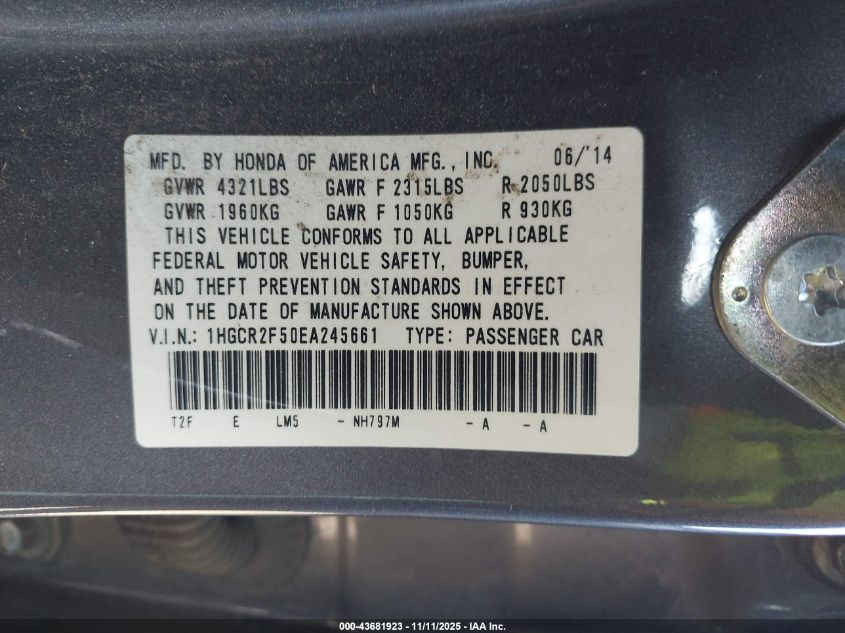 MFD. BY HONDA OF AMERICA MFG., INC. 06/'14
GVWR 4321LBS GAWR F 2315LBS R 2050LBS
GVWR 1960KG GAWR F 1050KG R 930KG
THIS VEHICLE CONFORMS TO ALL APPLICABLE
FEDERAL MOTOR VEHICLE SAFETY, BUMPER,
AND THEFT PREVENTION STANDARDS IN EFFECT
ON THE DATE OF MANUFACTURE SHOWN ABOVE.
V.I.N.: 1HGCR2F50EA245661 TYPE: PASSENGER CAR
T2F E LM5 - NH797M - A - A
000-43681923 - 11/11/2025 - IAA Inc.